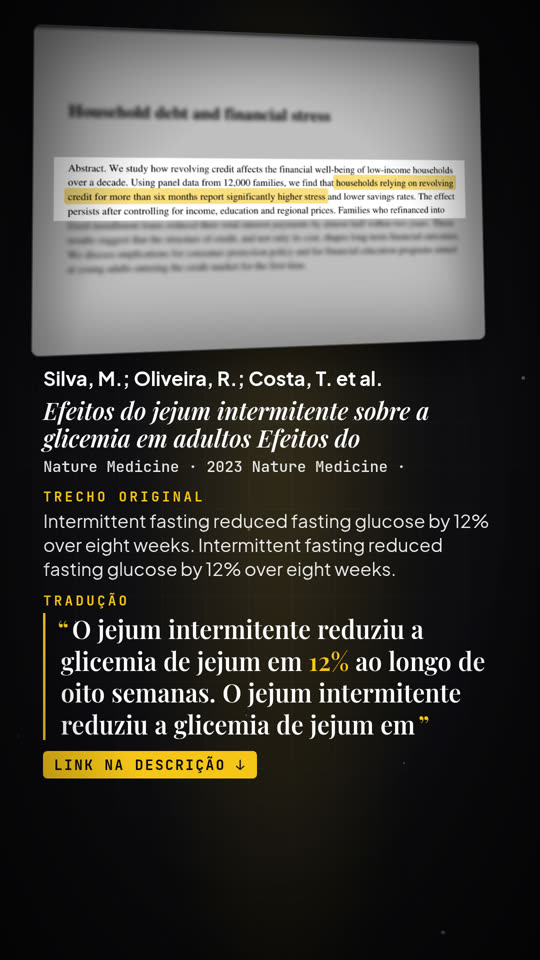 Household debt and financial stress
Abstract. We study how revolving credit affects the financial well-being of low-income households
over a decade. Using panel data from 12,000 families, we find that households relying on revolving
credit for more than six months report significantly higher stress and lower savings rates. The effect
persists after controlling for income, education and regional prices. Families who refinanced into
Silva, M.; Oliveira, R.; Costa, T. et al.
Efeitos do jejum intermitente sobre a
glicemia em adultos Efeitos do
Nature Medicine · 2023 Nature Medicine ·
TRECHO ORIGINAL
Intermittent fasting reduced fasting glucose by 12%
over eight weeks. Intermittent fasting reduced
fasting glucose by 12% over eight weeks.
TRADUÇÃO
“O jejum intermitente reduziu a
glicemia de jejum em 12% ao longo de
oito semanas. O jejum intermitente
reduziu a glicemia de jejum em”
LINK NA DESCRIÇÃO ↓